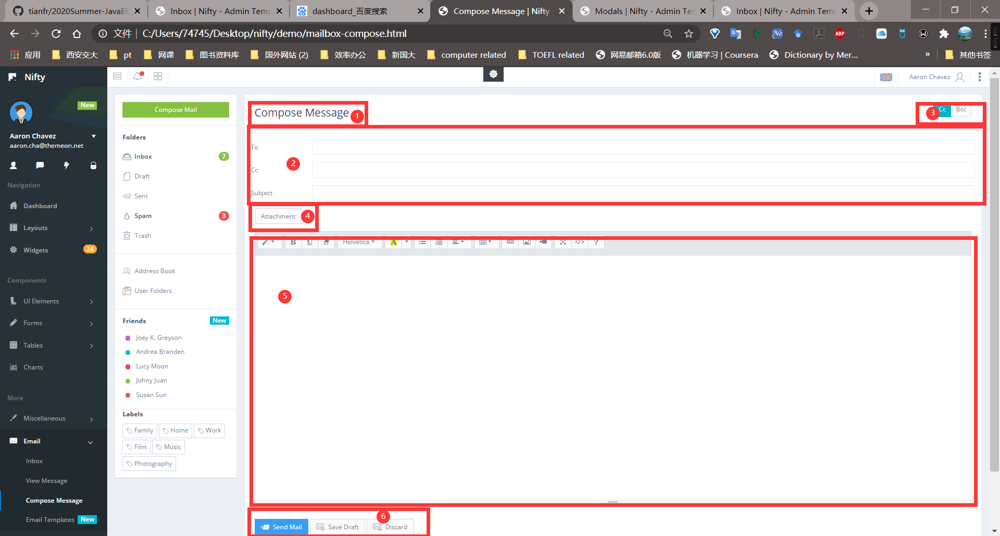 tianfr/2020Summer-JavaEE
Inbox | Nifty - Admin Temp
dashboard_百度搜索
Compose Message | Nifty
Modals | Nifty - Admin Ter
Inbox | Nifty - Admin Temp
文件
C:/Users/74745/Desktop/nifty/demo/mailbox-compose.html
ABP
应用
西安交大
pt
网课
图书资料库
国外网站 (2)
效率办公
新国大
computer related
TOEFL related
网易邮箱6.0版
机器学习 | Coursera
Dictionary by Mer...
»
其他书签
Nifty
Aaron Chavez
New
Aaron Chavez
aaron.cha@themeon.net
Navigation
Dashboard
Layouts
Widgets
24
Components
UI Elements
Forms
Tables
Charts
More
Miscellaneous
Email
Inbox
View Message
Compose Message
Email Templates
New
Compose Mail
Folders
Inbox
7
Draft
Sent
Spam
3
Trash
Address Book
User Folders
Friends
New
Joey K. Greyson
Andrea Branden
Lucy Moon
Johny Juan
Susan Sun
Labels
Family
Home
Work
Film
Music
Photography
Compose Message
1
3
Cc
Bcc
To
2
Cc
Subject
Attachment
4
B
U
Helvetica
A
</>
?
5
6
Send Mail
Save Draft
Discard